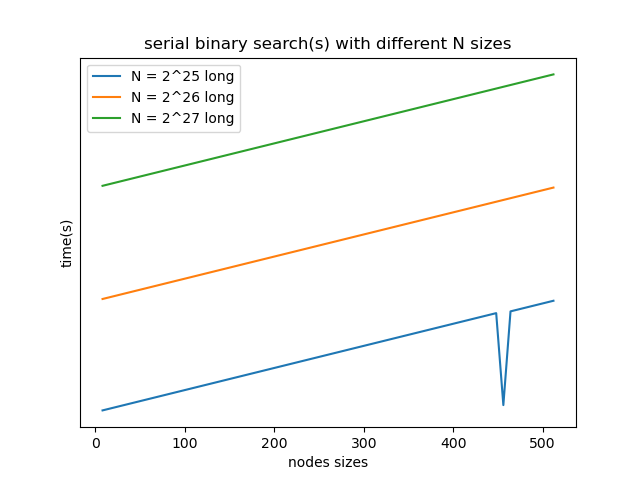 serial binary search(s) with different N sizes
N = 2^25 long
N = 2^26 long
N = 2^27 long
time(s)
0 100 200 300 400 500
nodes sizes